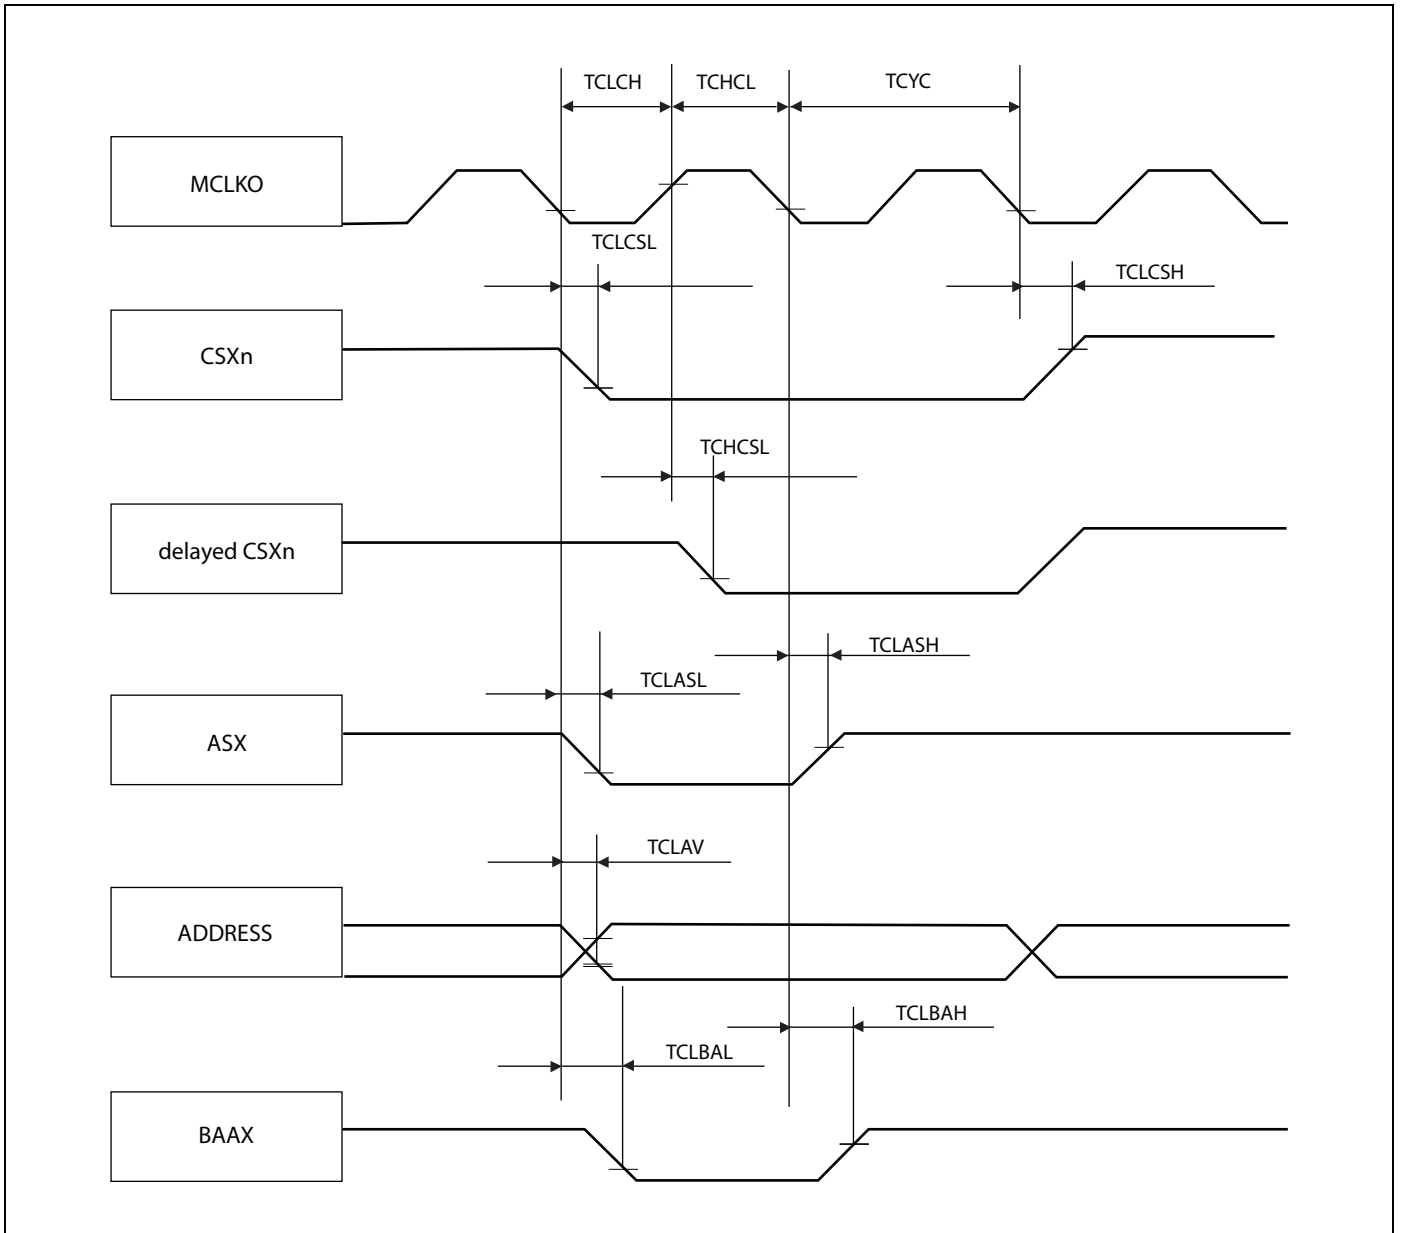 TCLCH
TCHCL
TCYC
MCLKO
TCLCSL
TCLCSH
CSXn
TCHCSL
delayed CSXn
TCLASH
TCLASL
ASX
TCLAV
ADDRESS
TCLBAH
TCLBAL
BAAX